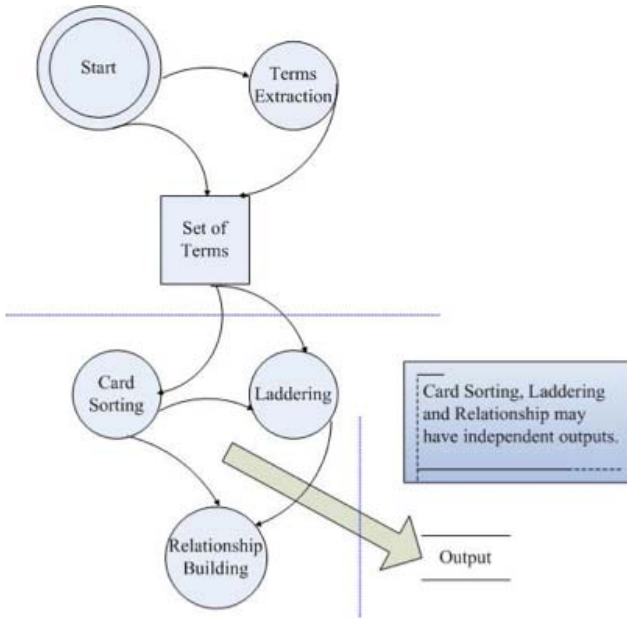 Start
Terms
Extraction
Set of
Terms
Card
Sorting
Laddering
Card Sorting, Laddering
and Relationship may
have independent outputs.
Relationship
Building
Output